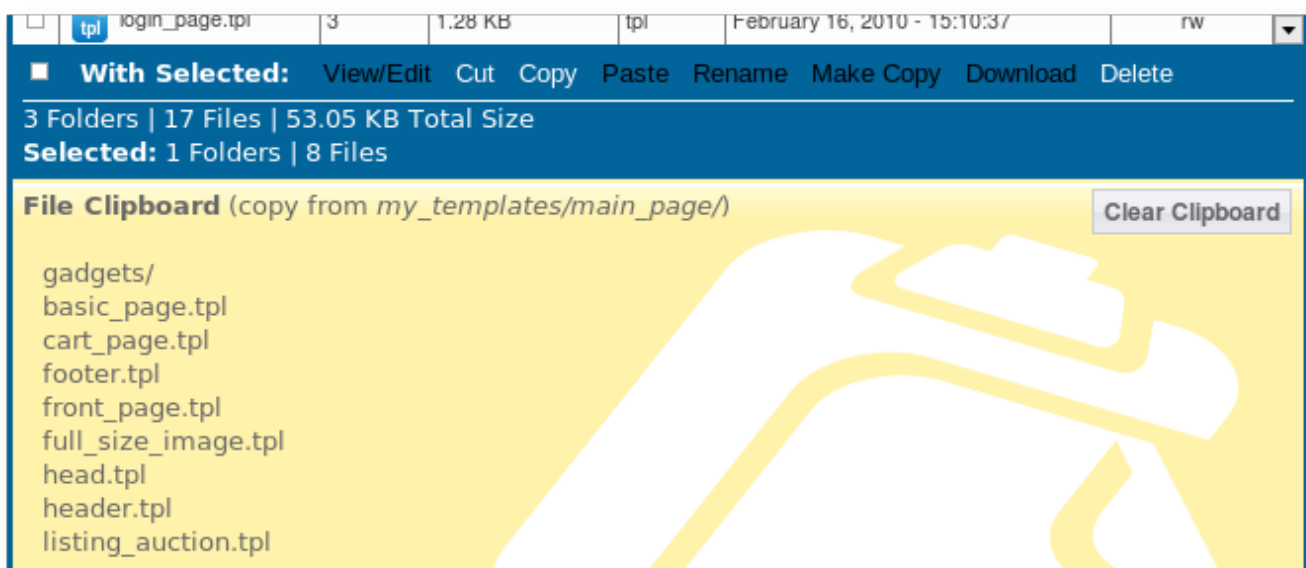 tpl login_page.tpl 3 1.28 KB tpl February 16, 2010 - 15:10:37 rw
With Selected: View/Edit Cut Copy Paste Rename Make Copy Download Delete
3 Folders | 17 Files | 53.05 KB Total Size
Selected: 1 Folders | 8 Files
File Clipboard (copy from my_templates/main_page/) Clear Clipboard
gadgets/
basic_page.tpl
cart_page.tpl
footer.tpl
front_page.tpl
full_size_image.tpl
head.tpl
header.tpl
listing_auction.tpl